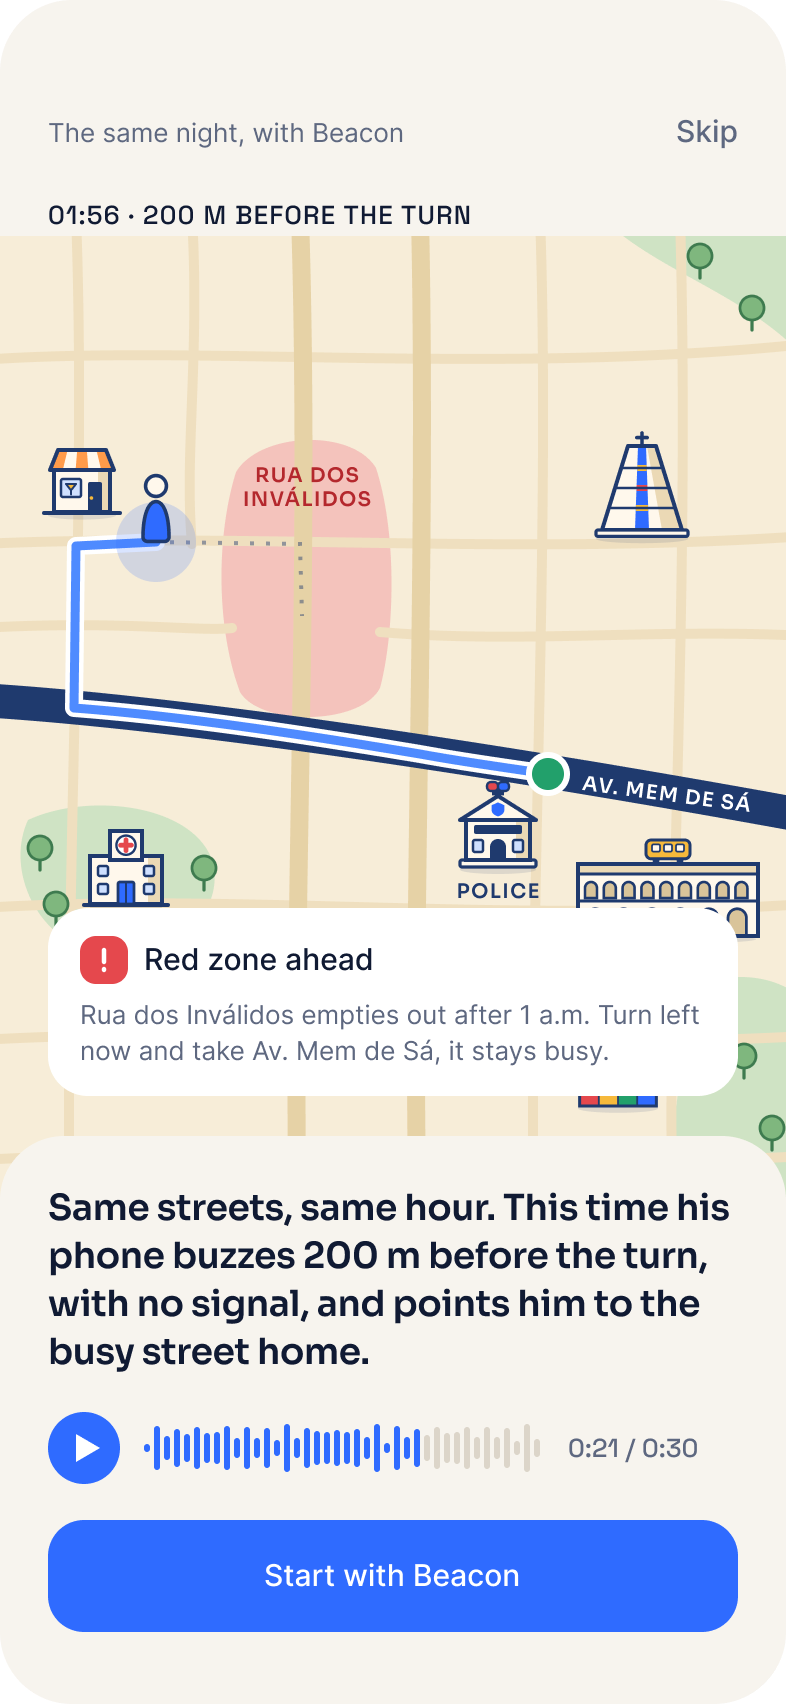 The same night, with Beacon
Skip
01:56 · 200 M BEFORE THE TURN
RUA DOS
INVÁLIDOS
AV. MEM DE SÁ
POLICE
Red zone ahead
Rua dos Inválidos empties out after 1 a.m. Turn left
now and take Av. Mem de Sá, it stays busy.
Same streets, same hour. This time his
phone buzzes 200 m before the turn,
with no signal, and points him to the
busy street home.
0:21 / 0:30
Start with Beacon